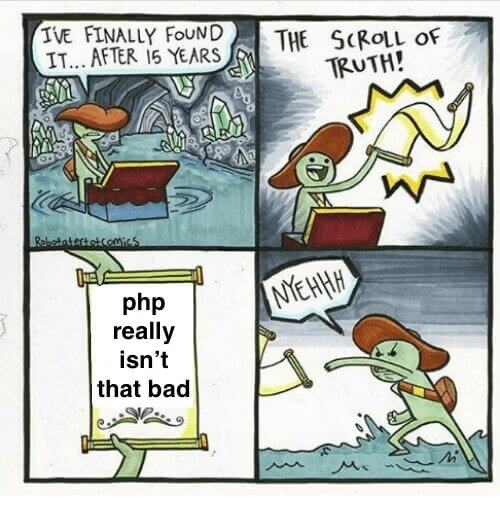 I'VE FINALLY FOUND
IT... AFTER 15 YEARS
THE SCROLL OF
TRUTH!
Robotatertotcomics
php
really
isn't
that bad
NYEHHH